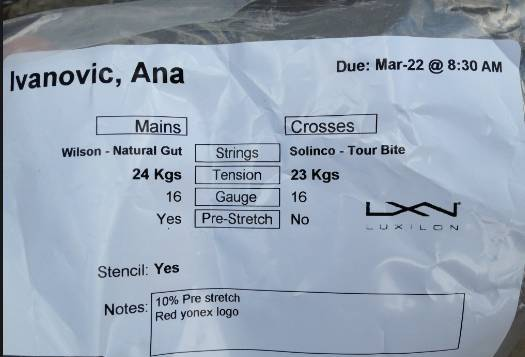 Ivanovic, Ana
Due: Mar-22 @ 8:30 AM
Mains Crosses
Wilson - Natural Gut Strings Solinco - Tour Bite
24 Kgs Tension 23 Kgs
16 Gauge 16
Yes Pre-Stretch No
LXN
LUXILON
Stencil: Yes
Notes: 10% Pre stretch
Red yonex logo